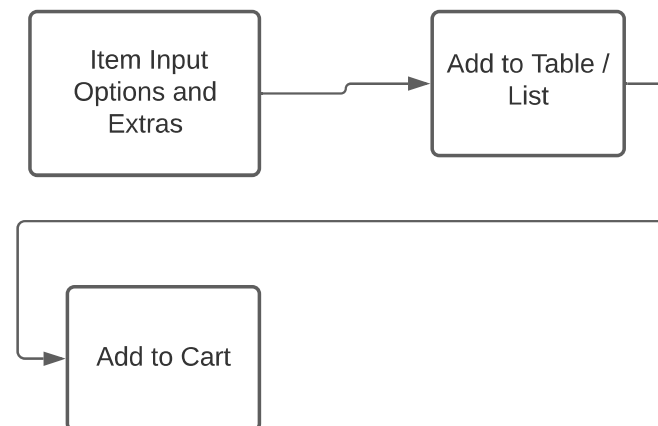 Item Input
Options and
Extras
Add to Table /
List
Add to Cart